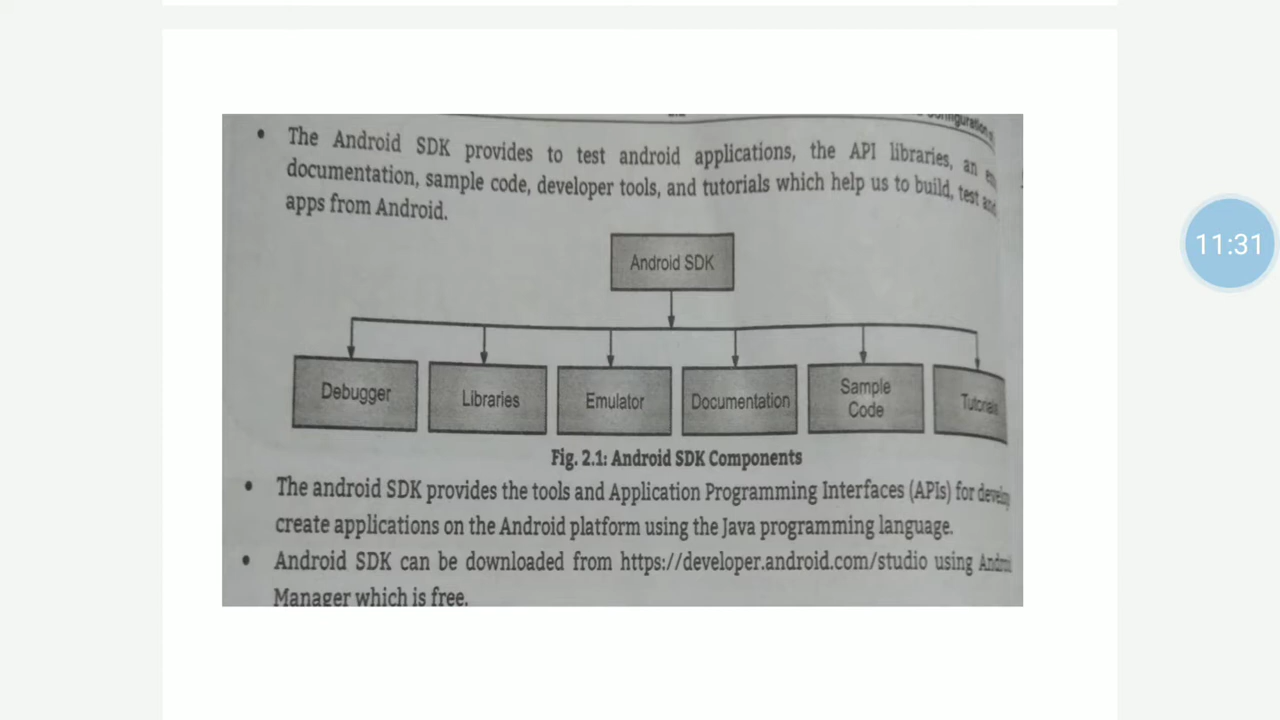 The Android SDK provides to test android applications, the API libraries, an
documentation, sample code, developer tools, and tutorials which help us to build, test and
apps from Android.
Android SDK
Debugger
Libraries
Emulator
Documentation
Sample
Code
Tutorials
Fig. 2.1: Android SDK Components
• The android SDK provides the tools and Application Programming Interfaces (APIs) for
create applications on the Android platform using the Java programming language.
• Android SDK can be downloaded from https://developer.android.com/studio using
Manager which is free.
11:31